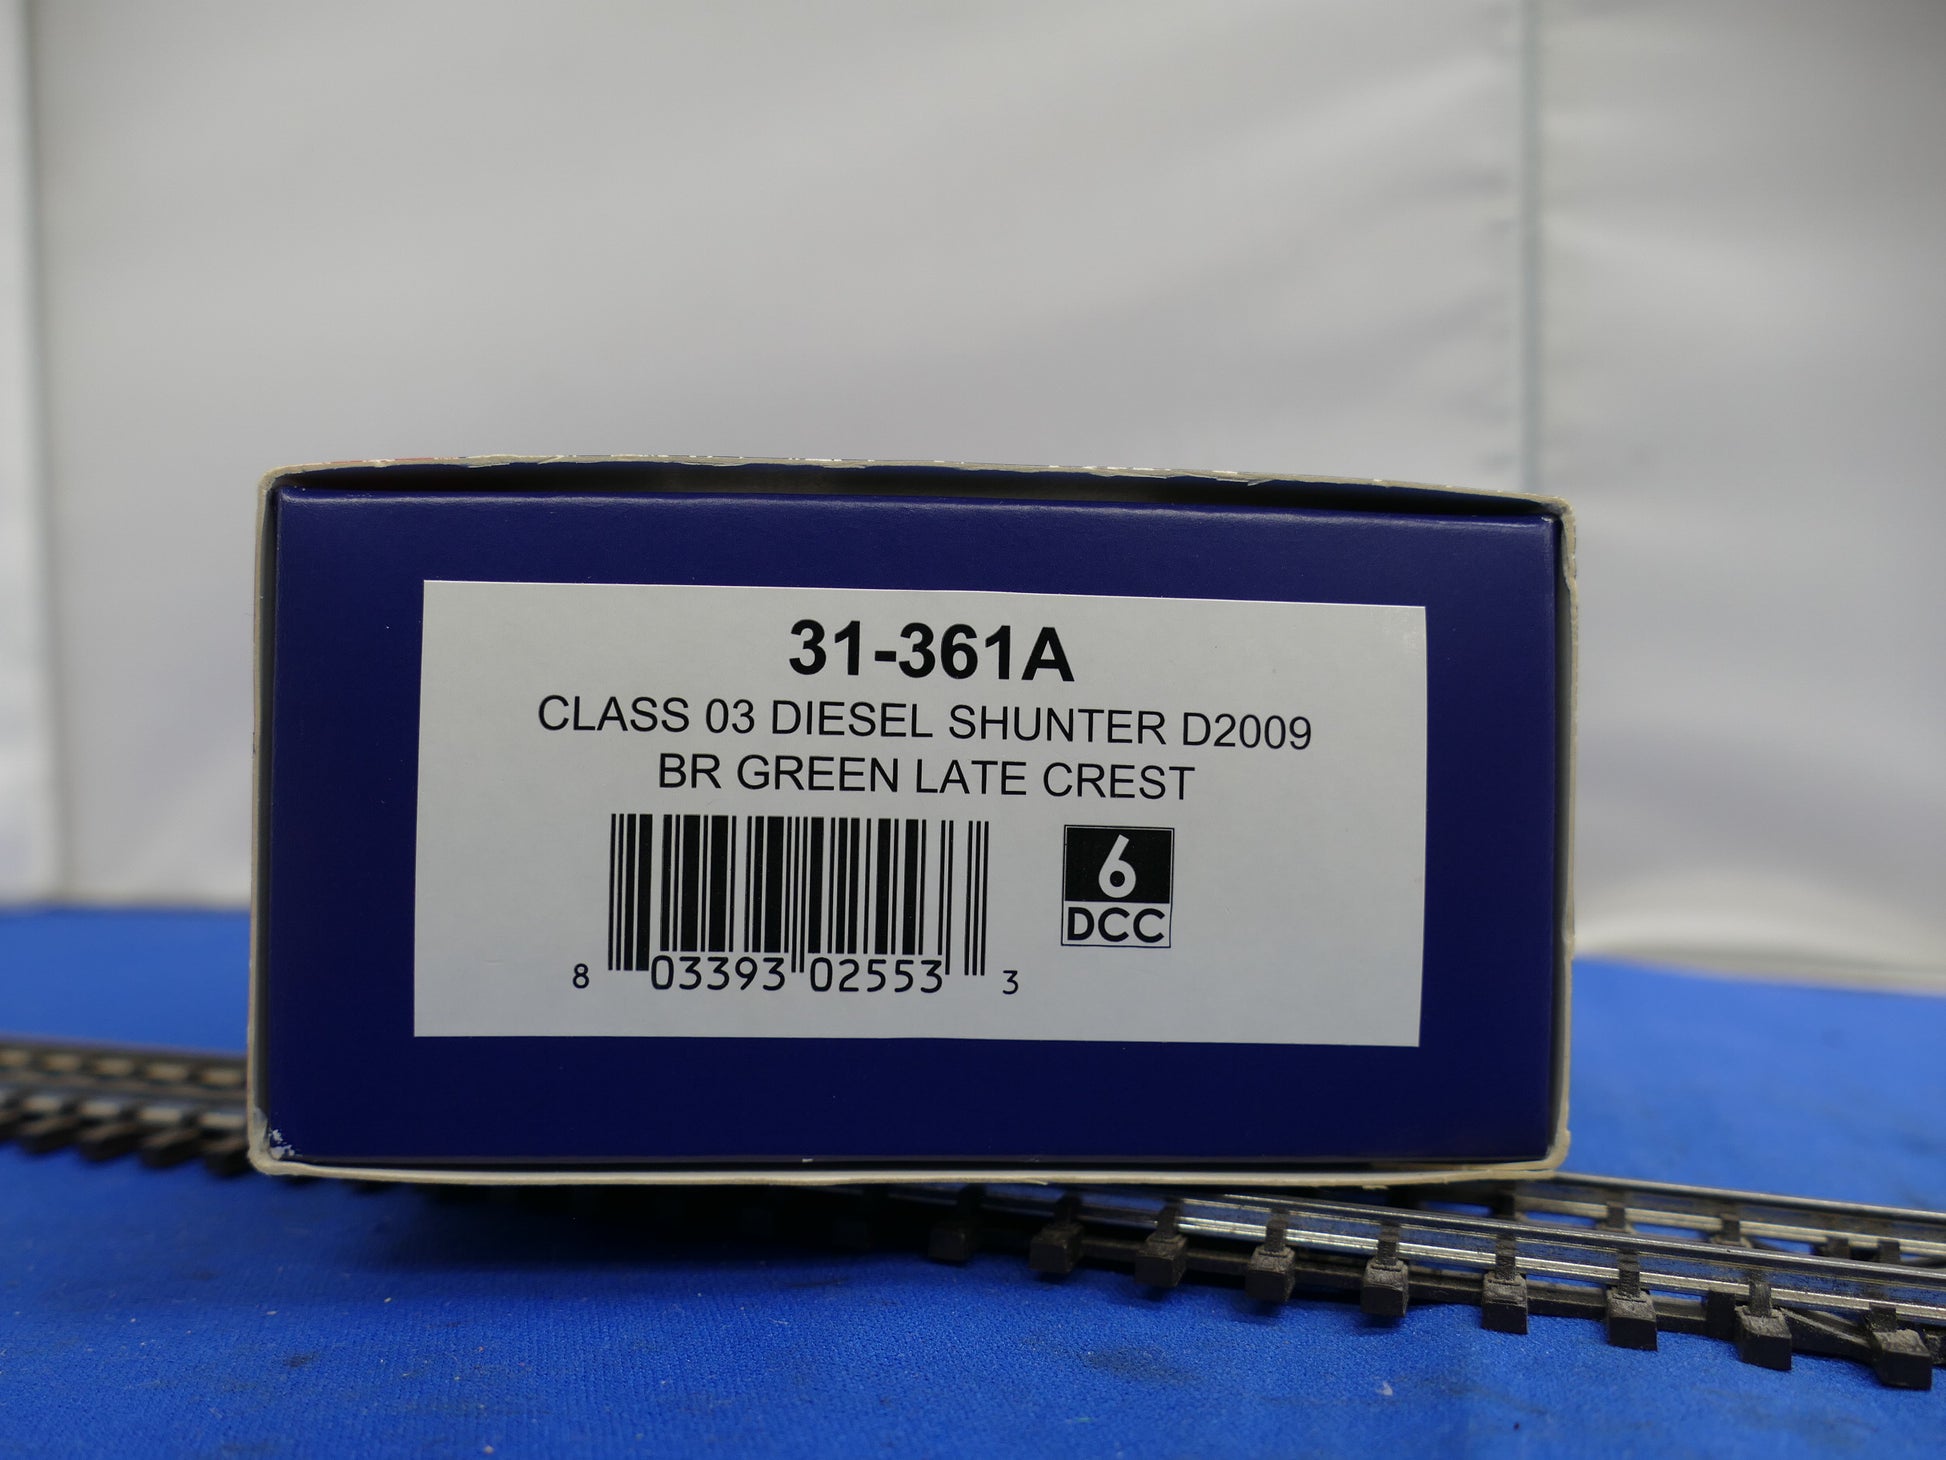 31-361A
CLASS 03 DIESEL SHUNTER D2009
BR GREEN LATE CREST
6
DCC
8 03393 02553 3